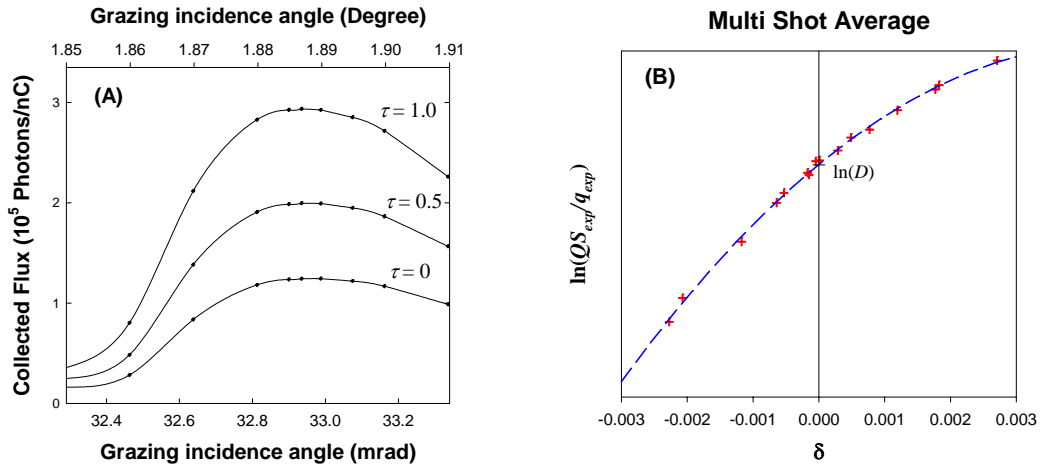 Grazing incidence angle (Degree)
1.85 1.86 1.87 1.88 1.89 1.90 1.91
(A)
τ = 1.0
τ = 0.5
τ = 0
3
2
1
0
Collected Flux (10⁵ Photons/nC)
32.4 32.6 32.8 33.0 33.2
Grazing incidence angle (mrad)
Multi Shot Average
(B)
ln(D)
ln(QS_exp/q_exp)
-0.003 -0.002 -0.001 0.000 0.001 0.002 0.003
δ